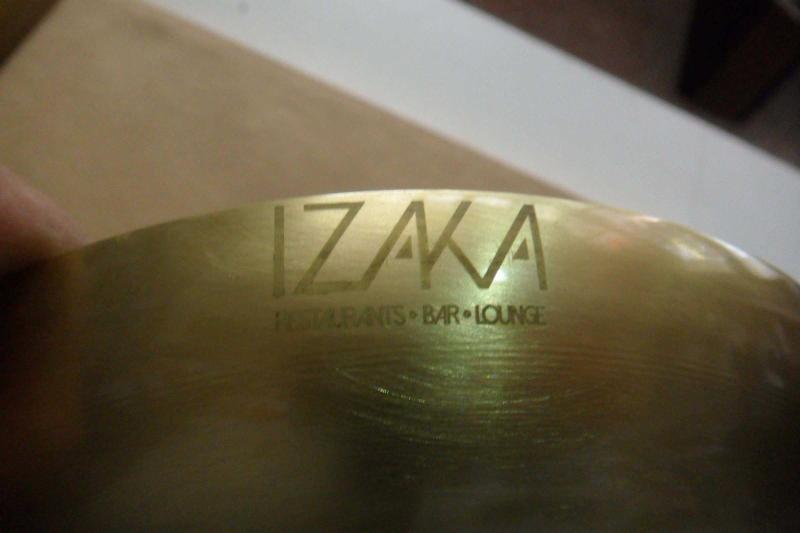 IZAKA
RESTAURANTS • BAR • LOUNGE